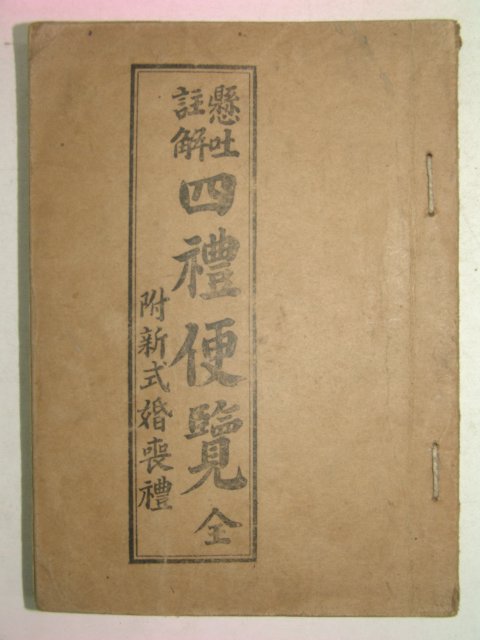 懸吐
註解
四禮便覽 全
附新式婚喪禮